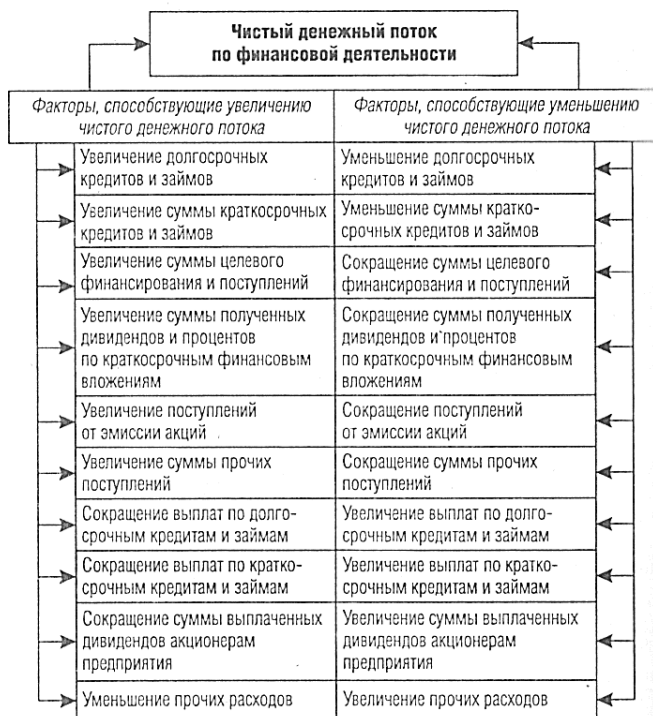 Чистый денежный поток
по финансовой деятельности
Факторы, способствующие увеличению
чистого денежного потока
Факторы, способствующие уменьшению
чистого денежного потока
Увеличение долгосрочных
кредитов и займов
Уменьшение долгосрочных
кредитов и займов
Увеличение суммы краткосрочных
кредитов и займов
Уменьшение суммы кратко-
срочных кредитов и займов
Увеличение суммы целевого
финансирования и поступлений
Сокращение суммы целевого
финансирования и поступлений
Увеличение суммы полученных
дивидендов и процентов
по краткосрочным финансовым
вложениям
Сокращение суммы полученных
дивидендов и процентов
по краткосрочным финансовым
вложениям
Увеличение поступлений
от эмиссии акций
Сокращение поступлений
от эмиссии акций
Увеличение суммы прочих
поступлений
Сокращение суммы прочих
поступлений
Сокращение выплат по долго-
срочным кредитам и займам
Увеличение выплат по долго-
срочным кредитам и займам
Сокращение выплат по кратко-
срочным кредитам и займам
Увеличение выплат по кратко-
срочным кредитам и займам
Сокращение суммы выплаченных
дивидендов акционерам
предприятия
Увеличение суммы выплаченных
дивидендов акционерам
предприятия
Уменьшение прочих расходов
Увеличение прочих расходов